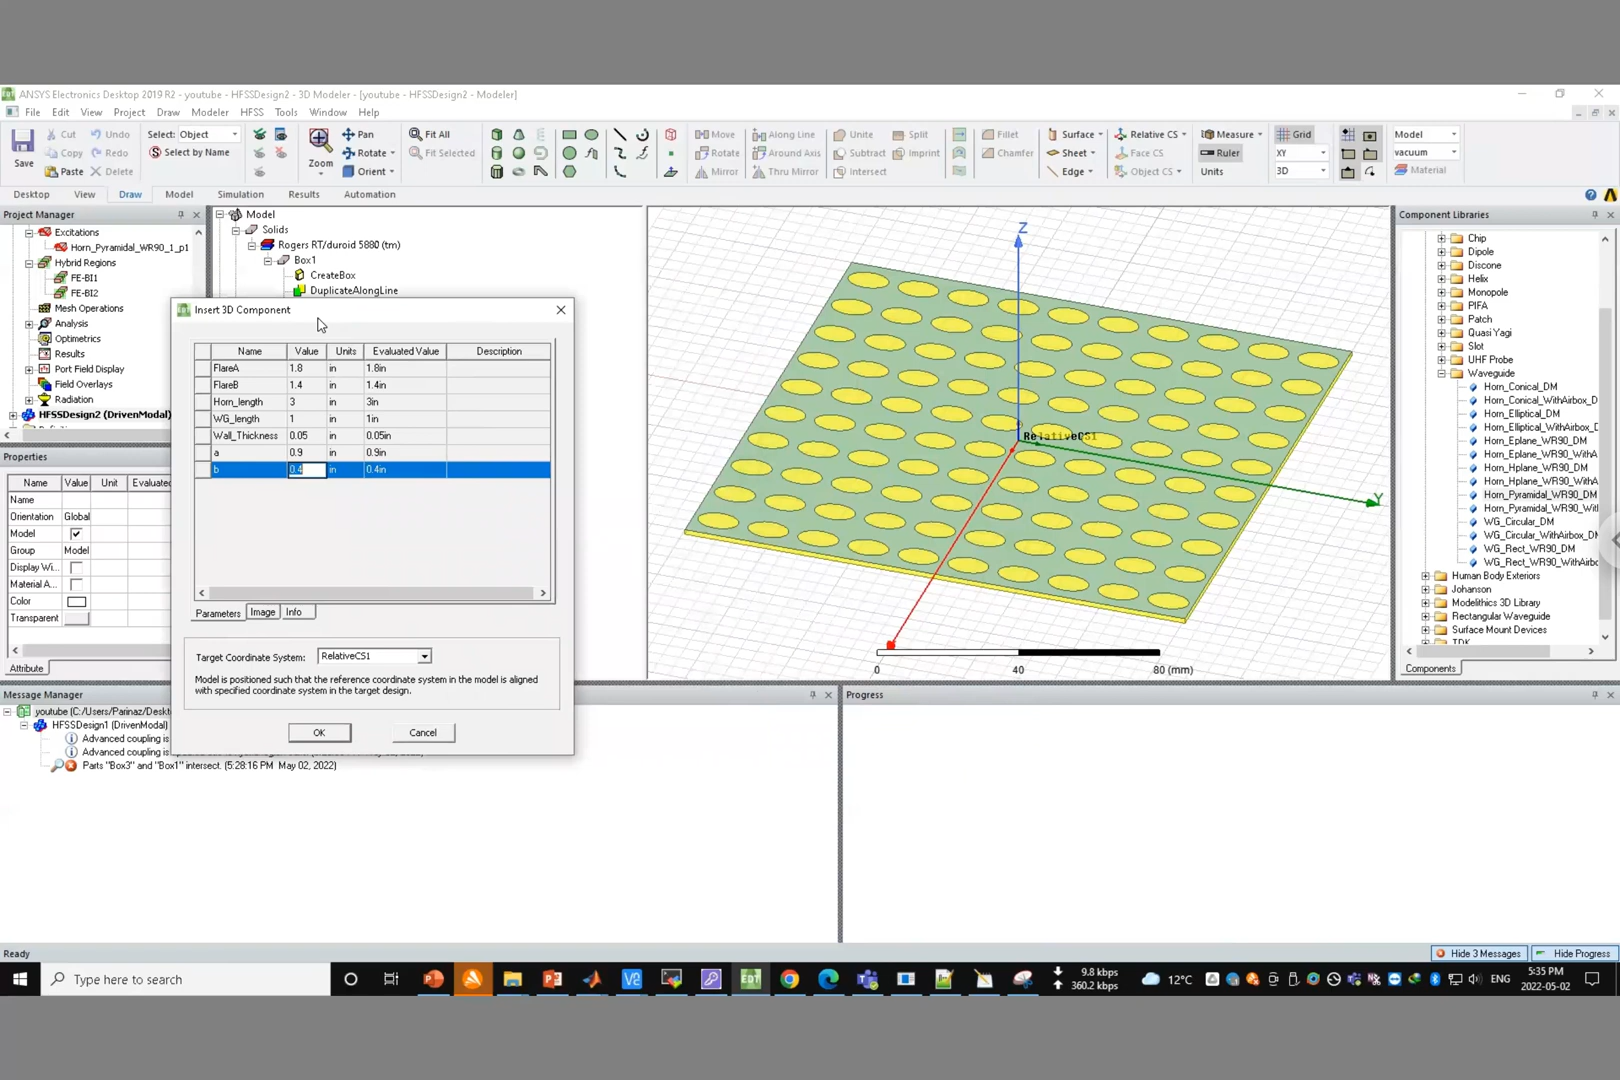 ANSYS Electronics Desktop 2019 R2 - youtube - HFSSDesign2 - 3D Modeler - [youtube - HFSSDesign2 - Modeler]
File Edit View Project Draw Modeler HFSS Tools Window Help
Save
Cut
Copy
Paste
Undo
Redo
Delete
Select: Object
Select by Name
Zoom
Pan
Rotate
Orient
Fit All
Fit Selected
Move
Rotate
Mirror
Along Line
Around Axis
Thru Mirror
Unite
Subtract
Intersect
Split
Imprint
Fillet
Chamfer
Surface
Sheet
Edge
Relative CS
Face CS
Object CS
Measure
Ruler
Units
Grid
XY
3D
Model
vacuum
Material
Desktop View Draw Model Simulation Results Automation
Project Manager
Excitations
Horn_Pyramidal_WR90_1_p1
Hybrid Regions
FE-BI1
FE-BI2
Mesh Operations
Analysis
Optimetrics
Results
Port Field Display
Field Overlays
Radiation
HFSSDesign2 (DrivenModal)
Model
Solids
Rogers RT/duroid 5880 (tm)
Box1
CreateBox
DuplicateAlongLine
Properties
Name Value Unit Evaluated
Name
Orientation Global
Model
Group Model
Display Wi...
Material A...
Color
Transparent
Attribute
Insert 3D Component
Name Value Units Evaluated Value Description
FlareA 1.8 in 1.8in
FlareB 1.4 in 1.4in
Horn_length 3 in 3in
WG_length 1 in 1in
Wall_Thickness 0.05 in 0.05in
a 0.9 in 0.9in
b 0.4 in 0.4in
Parameters Image Info
Target Coordinate System: RelativeCS1
Model is positioned such that the reference coordinate system in the model is aligned
with specified coordinate system in the target design.
OK Cancel
Z
RelativeCS1
Y
0 40 80 (mm)
Component Libraries
Chip
Dipole
Discone
Helix
Monopole
PIFA
Patch
Quasi Yagi
Slot
UHF Probe
Waveguide
Horn_Conical_DM
Horn_Conical_WithAirbox_D
Horn_Elliptical_DM
Horn_Elliptical_WithAirbox_D
Horn_Eplane_WR90_DM
Horn_Eplane_WR90_WithA
Horn_Hplane_WR90_DM
Horn_Hplane_WR90_WithA
Horn_Pyramidal_WR90_DM
Horn_Pyramidal_WR90_Wit
WG_Circular_DM
WG_Circular_WithAirbox_DM
WG_Rect_WR90_DM
WG_Rect_WR90_WithAirbo
Human Body Exteriors
Johanson
Modelithics 3D Library
Rectangular Waveguide
Surface Mount Devices
TDK
Components
Message Manager
youtube (C:/Users/Parinaz/Deskt
HFSSDesign1 (DrivenModal)
Advanced coupling is
Advanced coupling is
Parts "Box3" and "Box1" intersect. (5:28:16 PM May 02, 2022)
Progress
Ready
Hide 3 Messages Hide Progress
Type here to search
9.8 kbps
360.2 kbps
12°C
ENG
5:35 PM
2022-05-02